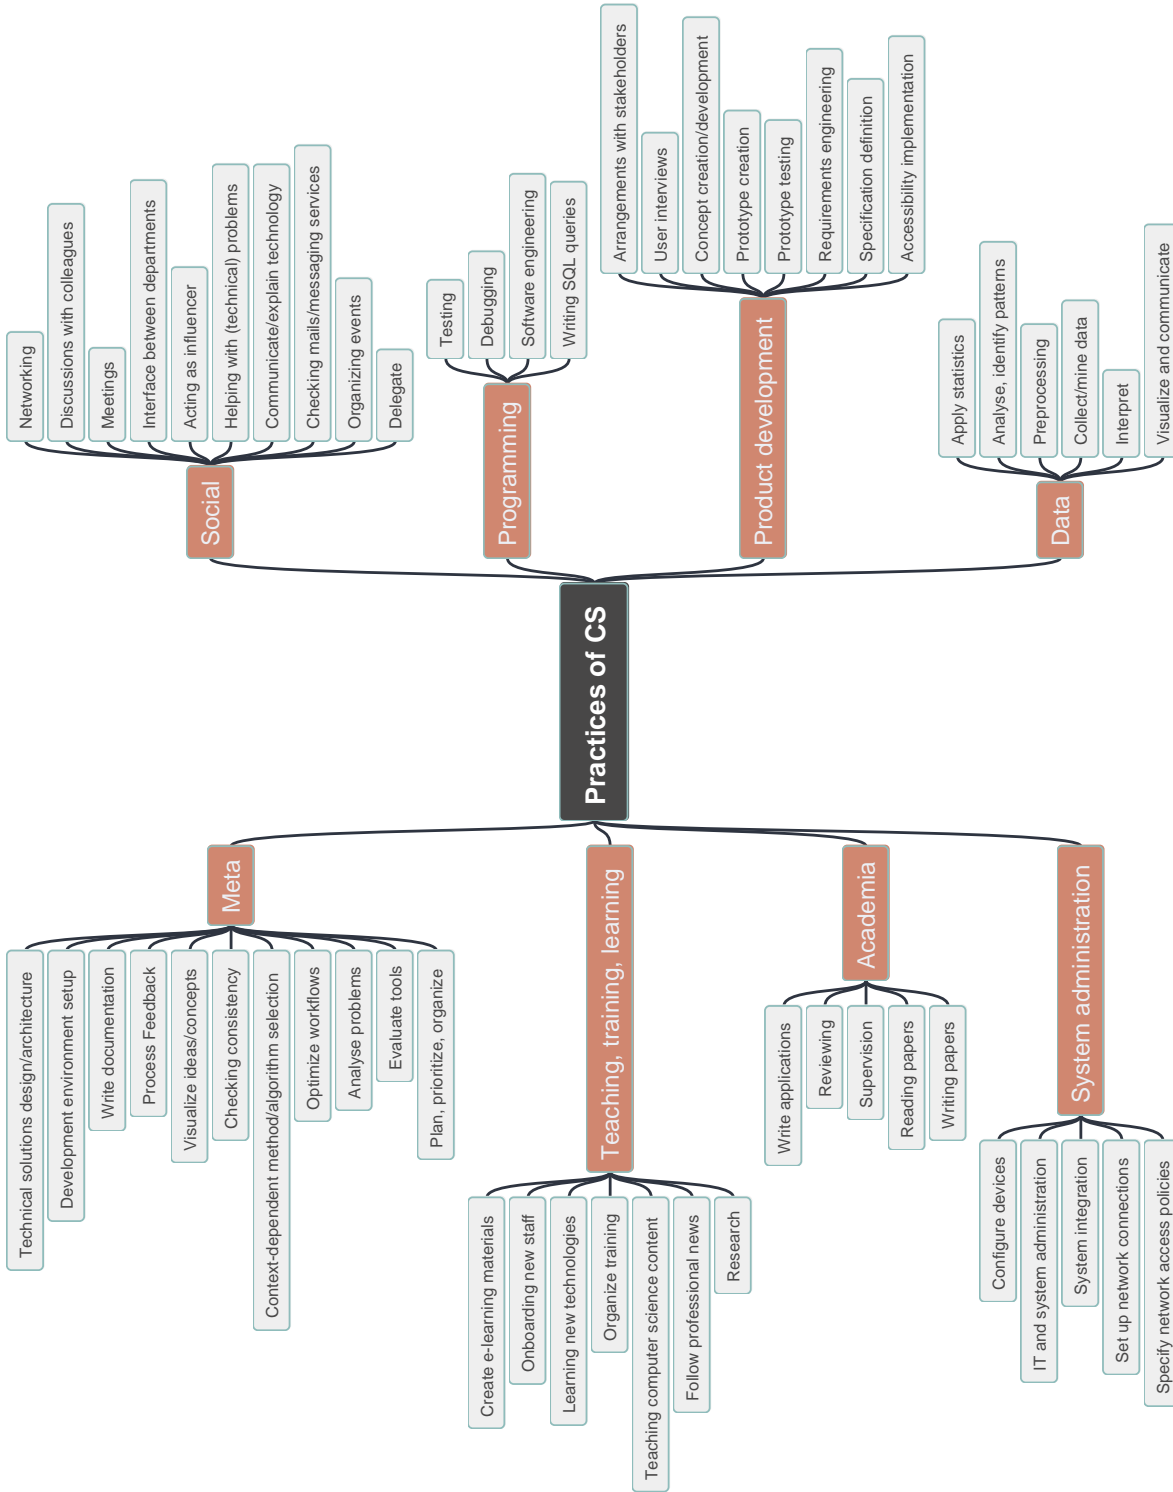 Practices of CS
Meta
Technical solutions design/architecture
Development environment setup
Write documentation
Process Feedback
Visualize ideas/concepts
Checking consistency
Context-dependent method/algorithm selection
Optimize workflows
Analyse problems
Evaluate tools
Plan, prioritize, organize
Teaching, training, learning
Create e-learning materials
Onboarding new staff
Learning new technologies
Organize training
Teaching computer science content
Follow professional news
Research
Academia
Write applications
Reviewing
Supervision
Reading papers
Writing papers
System administration
Configure devices
IT and system administration
System integration
Set up network connections
Specify network access policies
Social
Networking
Discussions with colleagues
Meetings
Interface between departments
Acting as influencer
Helping with (technical) problems
Communicate/explain technology
Checking mails/messaging services
Organizing events
Delegate
Programming
Testing
Debugging
Software engineering
Writing SQL queries
Product development
Arrangements with stakeholders
User interviews
Concept creation/development
Prototype creation
Prototype testing
Requirements engineering
Specification definition
Accessibility implementation
Data
Apply statistics
Analyse, identify patterns
Preprocessing
Collect/mine data
Interpret
Visualize and communicate